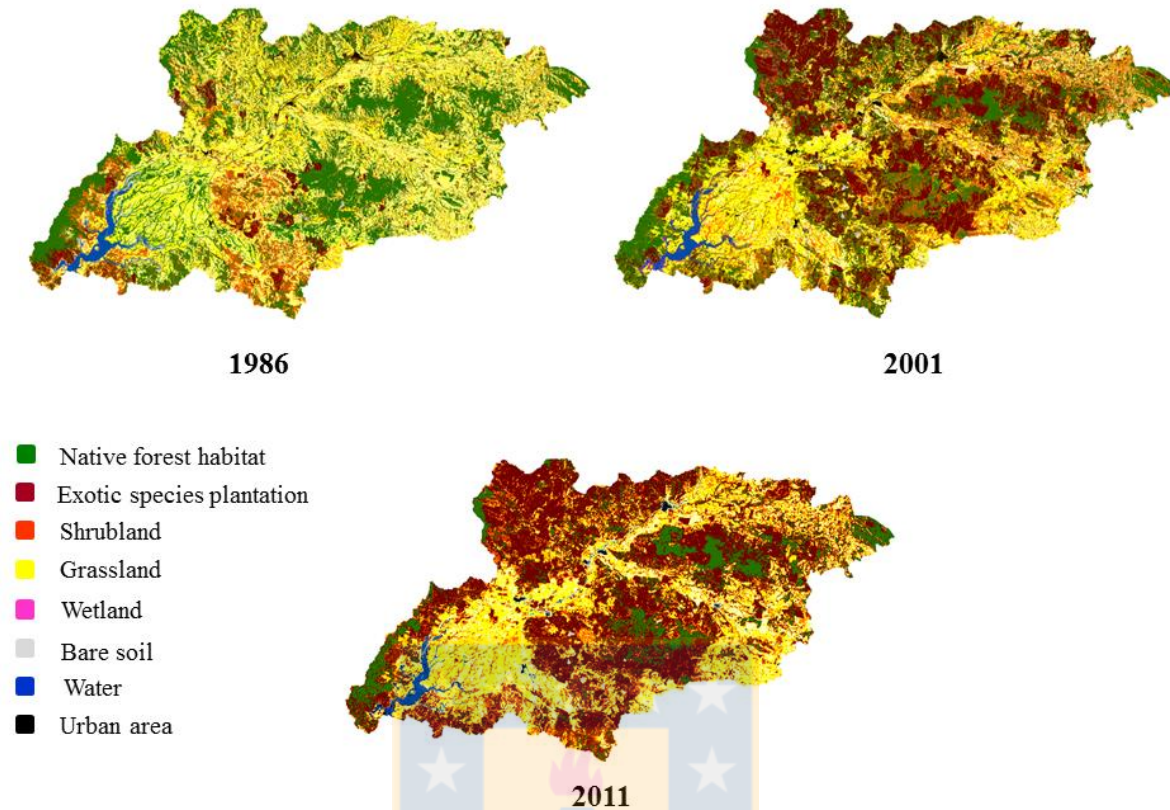 1986
2001
Native forest habitat
Exotic species plantation
Shrubland
Grassland
Wetland
Bare soil
Water
Urban area
2011